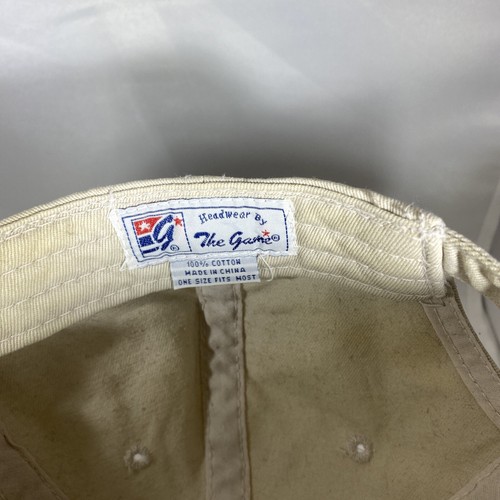 G®
Headwear By
The Game®
100% COTTON
MADE IN CHINA
ONE SIZE FITS MOST